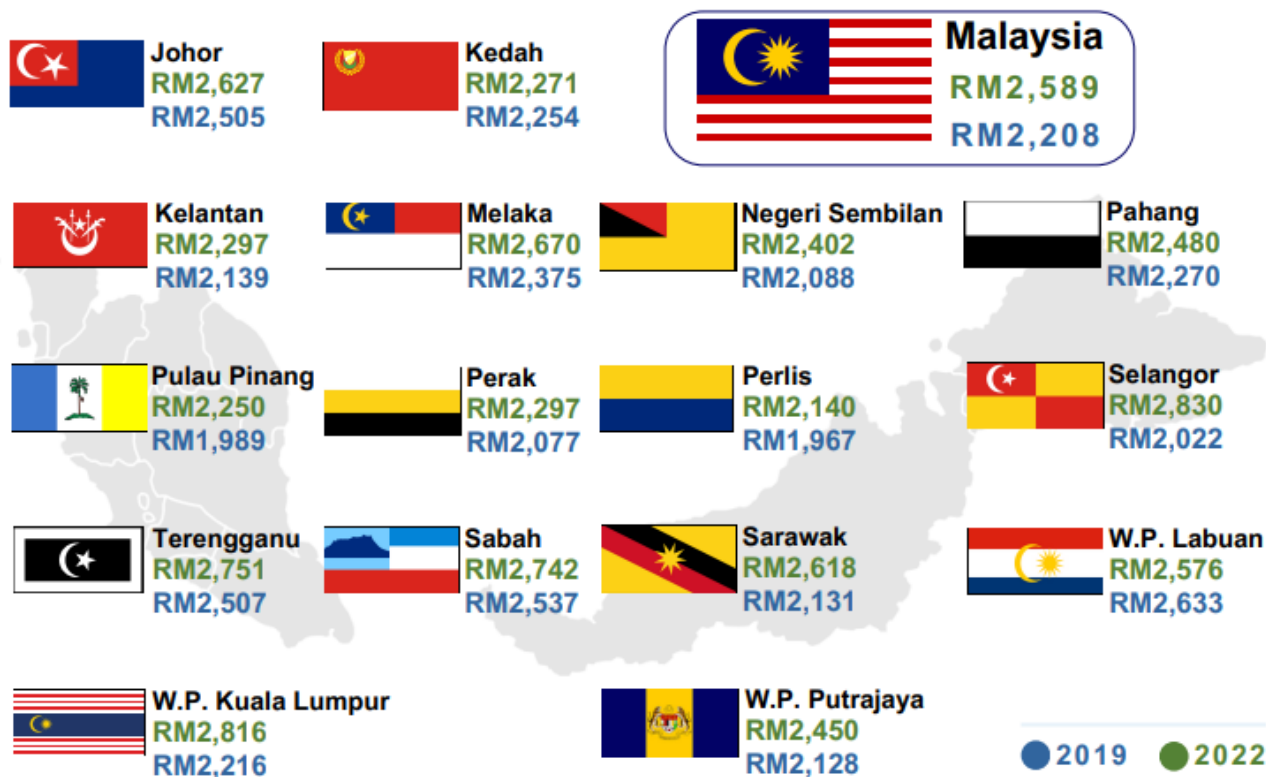 Johor
RM2,627
RM2,505
Kedah
RM2,271
RM2,254
Malaysia
RM2,589
RM2,208
Kelantan
RM2,297
RM2,139
Melaka
RM2,670
RM2,375
Negeri Sembilan
RM2,402
RM2,088
Pahang
RM2,480
RM2,270
Pulau Pinang
RM2,250
RM1,989
Perak
RM2,297
RM2,077
Perlis
RM2,140
RM1,967
Selangor
RM2,830
RM2,022
Terengganu
RM2,751
RM2,507
Sabah
RM2,742
RM2,537
Sarawak
RM2,618
RM2,131
W.P. Labuan
RM2,576
RM2,633
W.P. Kuala Lumpur
RM2,816
RM2,216
W.P. Putrajaya
RM2,450
RM2,128
2019
2022